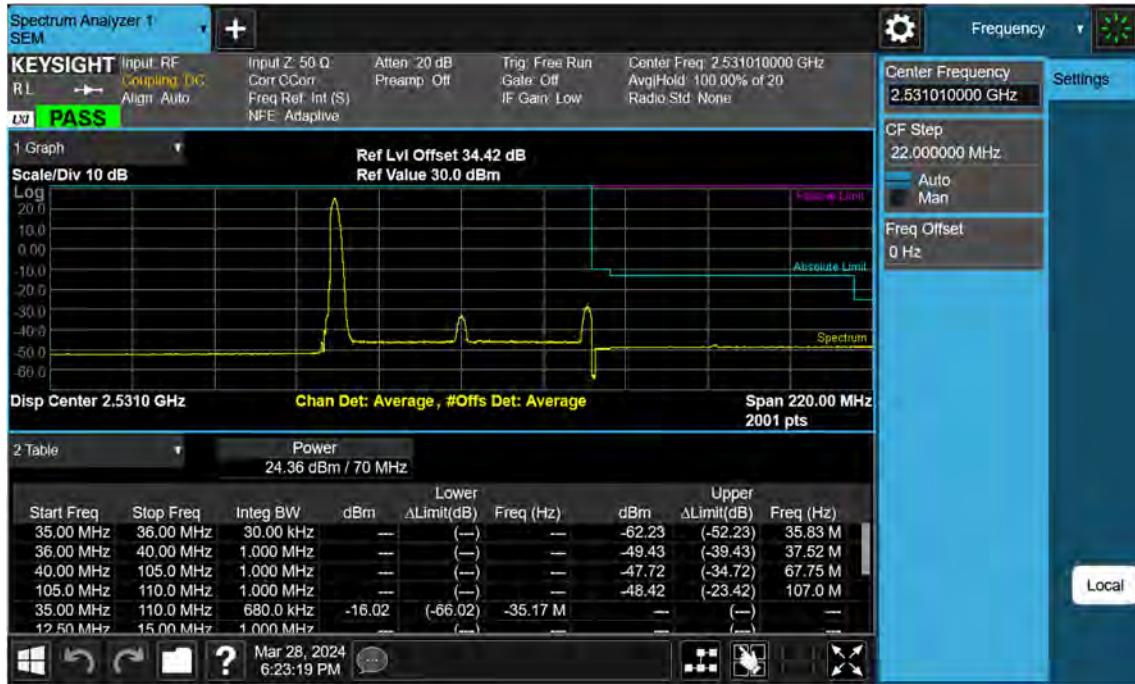 Spectrum Analyzer 1
SEM
+
Frequency
KEYSIGHT
R L
LXI
PASS
Input: RF
Coupling: DC
Align: Auto
Input Z: 50 Ω
Corr CCorr
Freq Ref: Int (S)
NFE: Adaptive
Atten: 20 dB
Preamp: Off
Trig: Free Run
Gate: Off
IF Gain: Low
Center Freq: 2.531010000 GHz
Avg|Hold: 100.00% of 20
Radio Std: None
Center Frequency
2.531010000 GHz
Settings
CF Step
22.000000 MHz
Auto
Man
Freq Offset
0 Hz
Local
1 Graph
Scale/Div 10 dB
Ref Lvl Offset 34.42 dB
Ref Value 30.0 dBm
Log
20.0
10.0
0.00
-10.0
-20.0
-30.0
-40.0
-50.0
-60.0
Relative Limit
Absolute Limit
Spectrum
Disp Center 2.5310 GHz
Chan Det: Average, #Offs Det: Average
Span 220.00 MHz
2001 pts
2 Table
Power
24.36 dBm / 70 MHz
Lower Upper
Start Freq Stop Freq Integ BW dBm ΔLimit(dB) Freq (Hz) dBm ΔLimit(dB) Freq (Hz)
35.00 MHz 36.00 MHz 30.00 kHz --- (---) --- -62.23 (-52.23) 35.83 M
36.00 MHz 40.00 MHz 1.000 MHz --- (---) --- -49.43 (-39.43) 37.52 M
40.00 MHz 105.0 MHz 1.000 MHz --- (---) --- -47.72 (-34.72) 67.75 M
105.0 MHz 110.0 MHz 1.000 MHz --- (---) --- -48.42 (-23.42) 107.0 M
35.00 MHz 110.0 MHz 680.0 kHz -16.02 (-66.02) -35.17 M --- (---) ---
12.50 MHz 15.00 MHz 1.000 MHz --- (---) --- --- (---) ---
?
Mar 28, 2024
6:23:19 PM